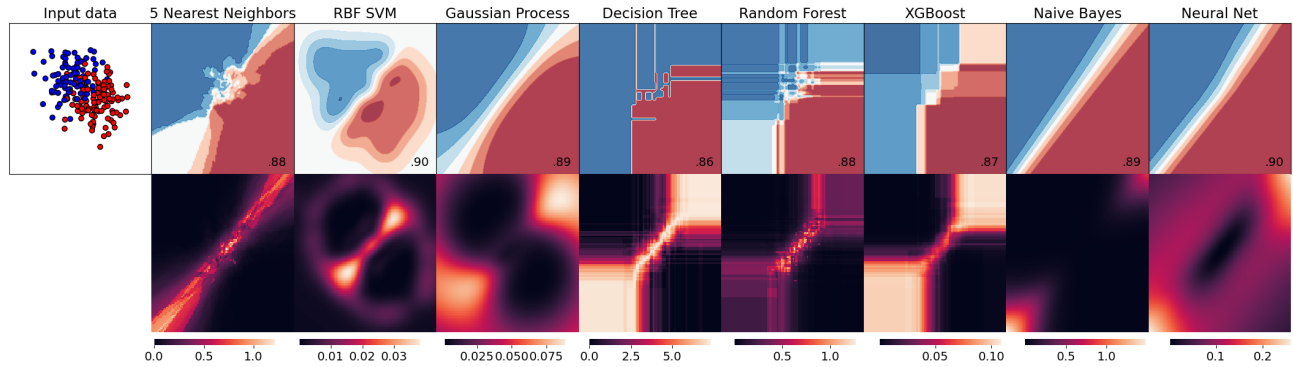 Input data 5 Nearest Neighbors RBF SVM Gaussian Process Decision Tree Random Forest XGBoost Naive Bayes Neural Net
.88 .90 .89 .86 .88 .87 .89 .90
0.0 0.5 1.0 0.01 0.02 0.03 0.025 0.050 0.075 0.0 2.5 5.0 0.5 1.0 0.05 0.10 0.5 1.0 0.1 0.2